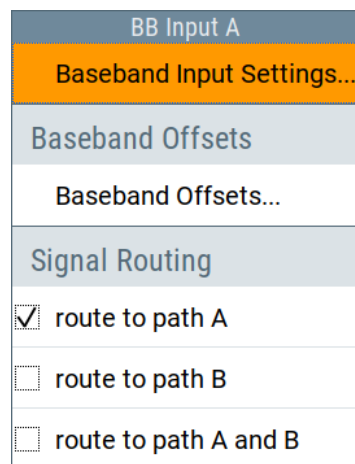 BB Input A
Baseband Input Settings...
Baseband Offsets
Baseband Offsets...
Signal Routing
route to path A
route to path B
route to path A and B